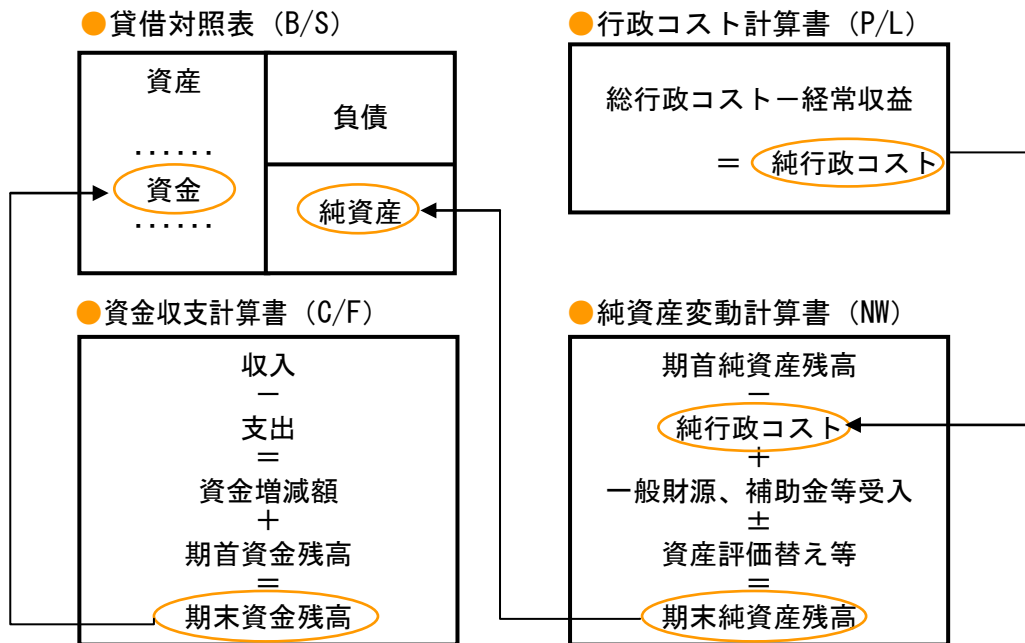 ●貸借対照表（B/S）
資産
......
資金
......
負債
純資産
●行政コスト計算書（P/L）
総行政コスト－経常収益
＝ 純行政コスト
●資金収支計算書（C/F）
収入
－
支出
＝
資金増減額
＋
期首資金残高
＝
期末資金残高
●純資産変動計算書（NW）
期首純資産残高
－
純行政コスト
＋
一般財源、補助金等受入
±
資産評価替え等
＝
期末純資産残高